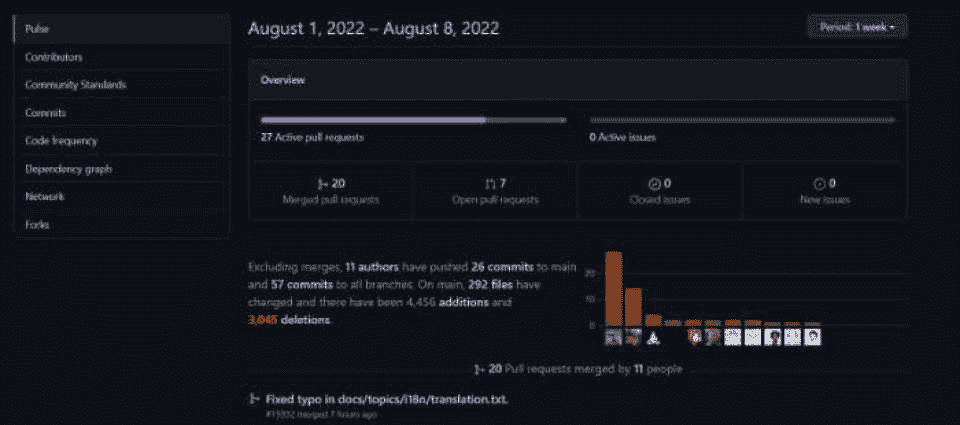 Pulse
Contributors
Community Standards
Commits
Code frequency
Dependency graph
Network
Forks
August 1, 2022 – August 8, 2022
Period: 1 week
Overview
27 Active pull requests
0 Active issues
20
Merged pull requests
7
Open pull requests
0
Closed issues
0
New issues
Excluding merges, 11 authors have pushed 26 commits to main
and 57 commits to all branches. On main, 292 files have
changed and there have been 4,456 additions and
3,045 deletions.
20
10
0
20 Pull requests merged by 11 people
Fixed typo in docs/topics/i18n/translation.txt.
merged 7 hours ago